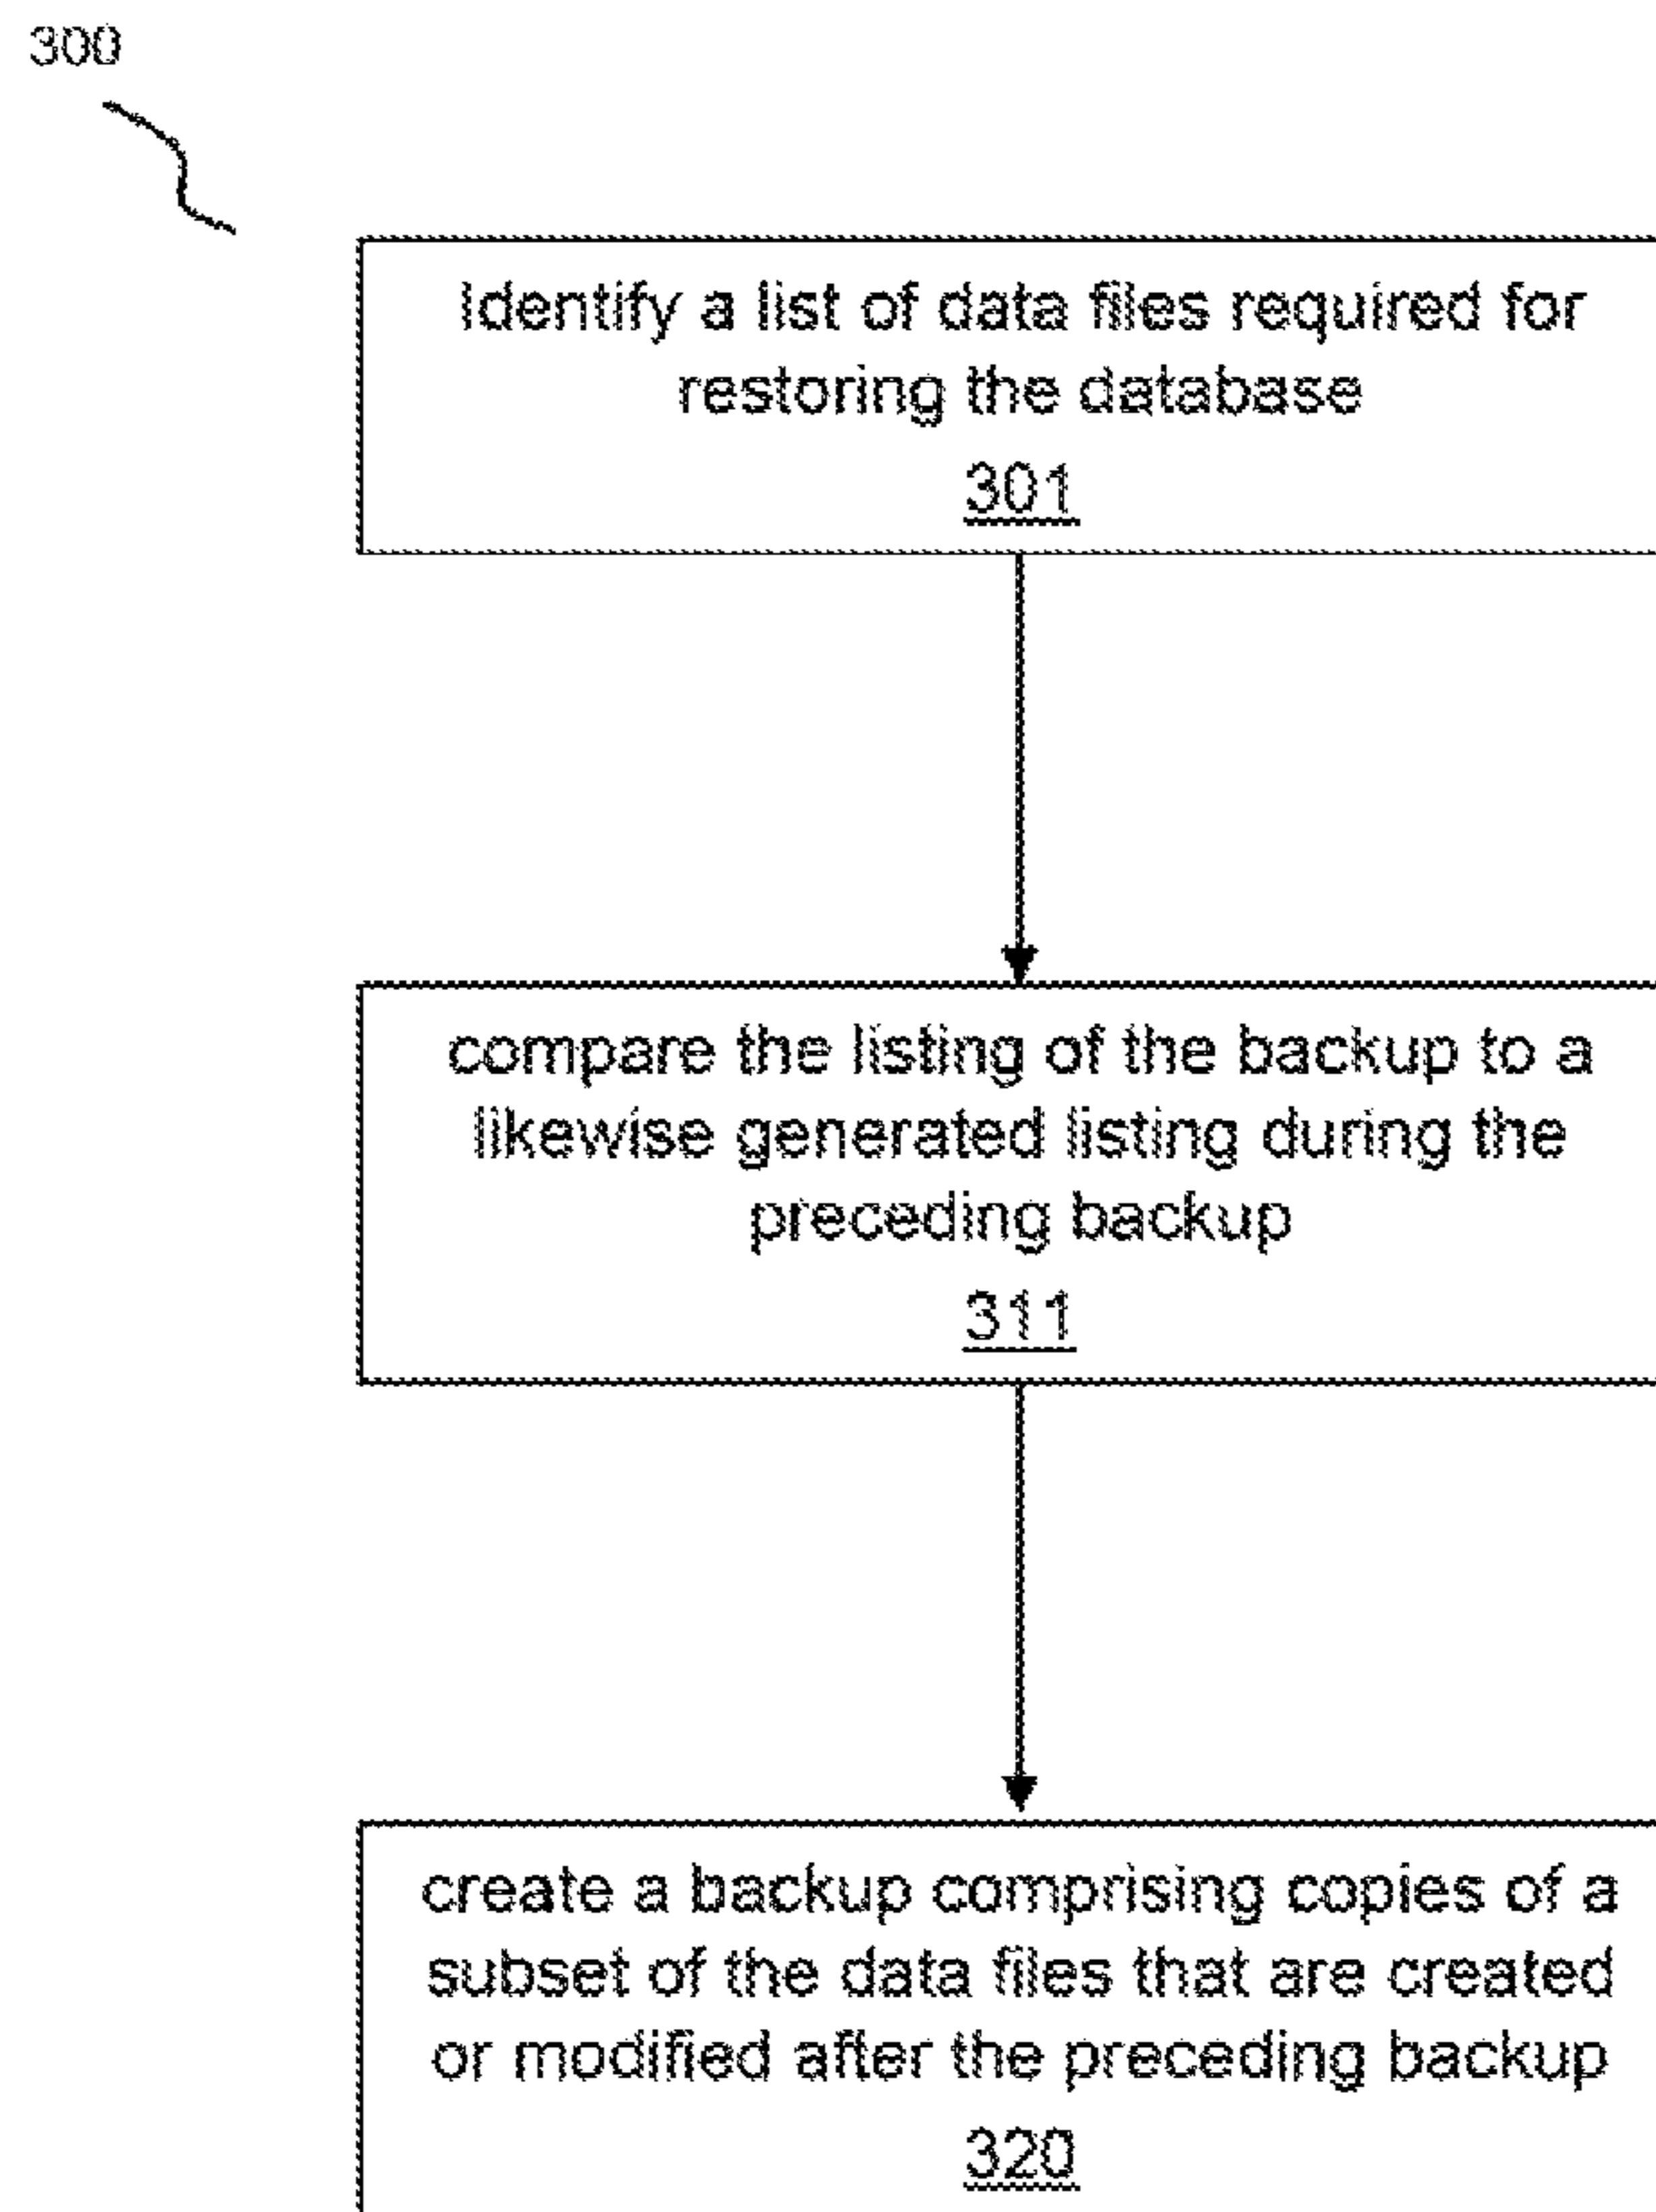 300
Identify a list of data files required for
restoring the database
301
compare the listing of the backup to a
likewise generated listing during the
preceding backup
311
create a backup comprising copies of a
subset of the data files that are created
or modified after the preceding backup
320